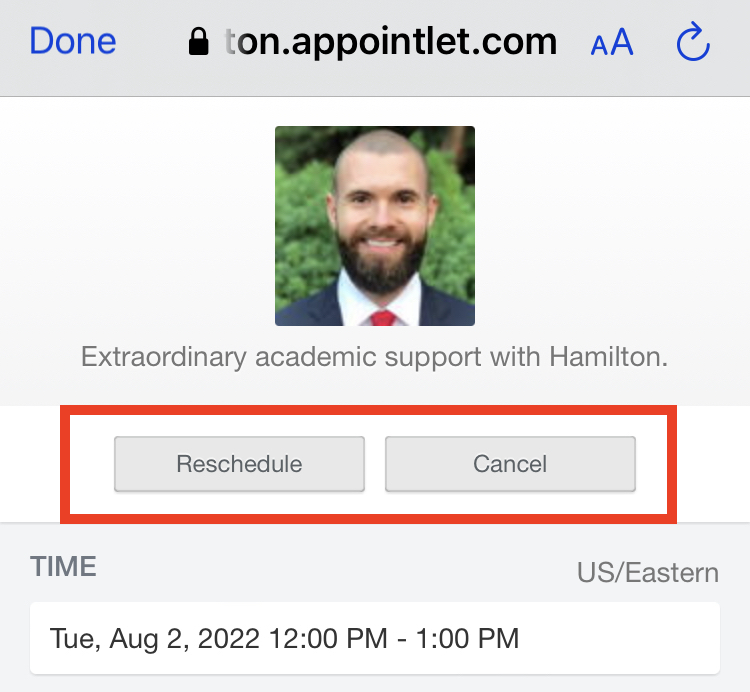 Done ton.appointlet.com AA
Extraordinary academic support with Hamilton.
Reschedule Cancel
TIME US/Eastern
Tue, Aug 2, 2022 12:00 PM - 1:00 PM